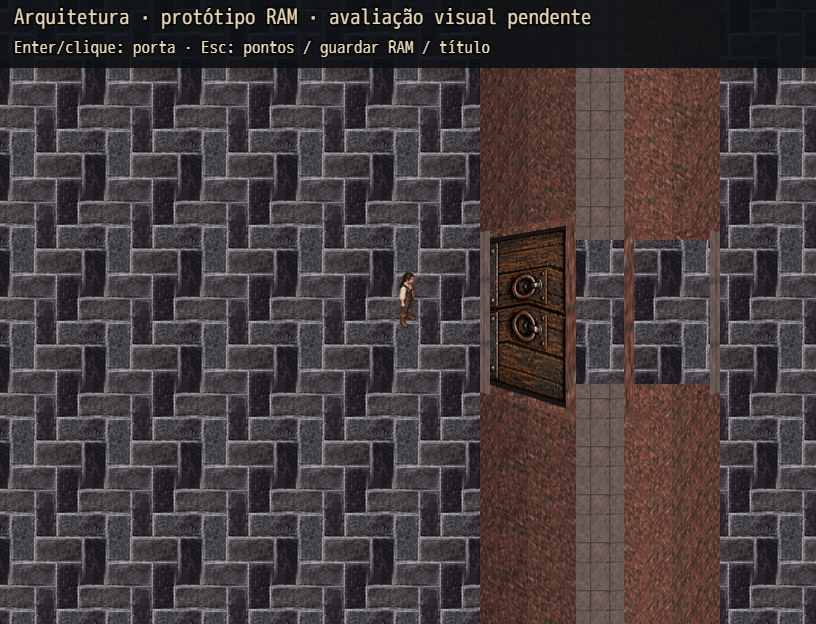 Arquitetura · protótipo RAM · avaliação visual pendente
Enter/clique: porta · Esc: pontos / guardar RAM / título